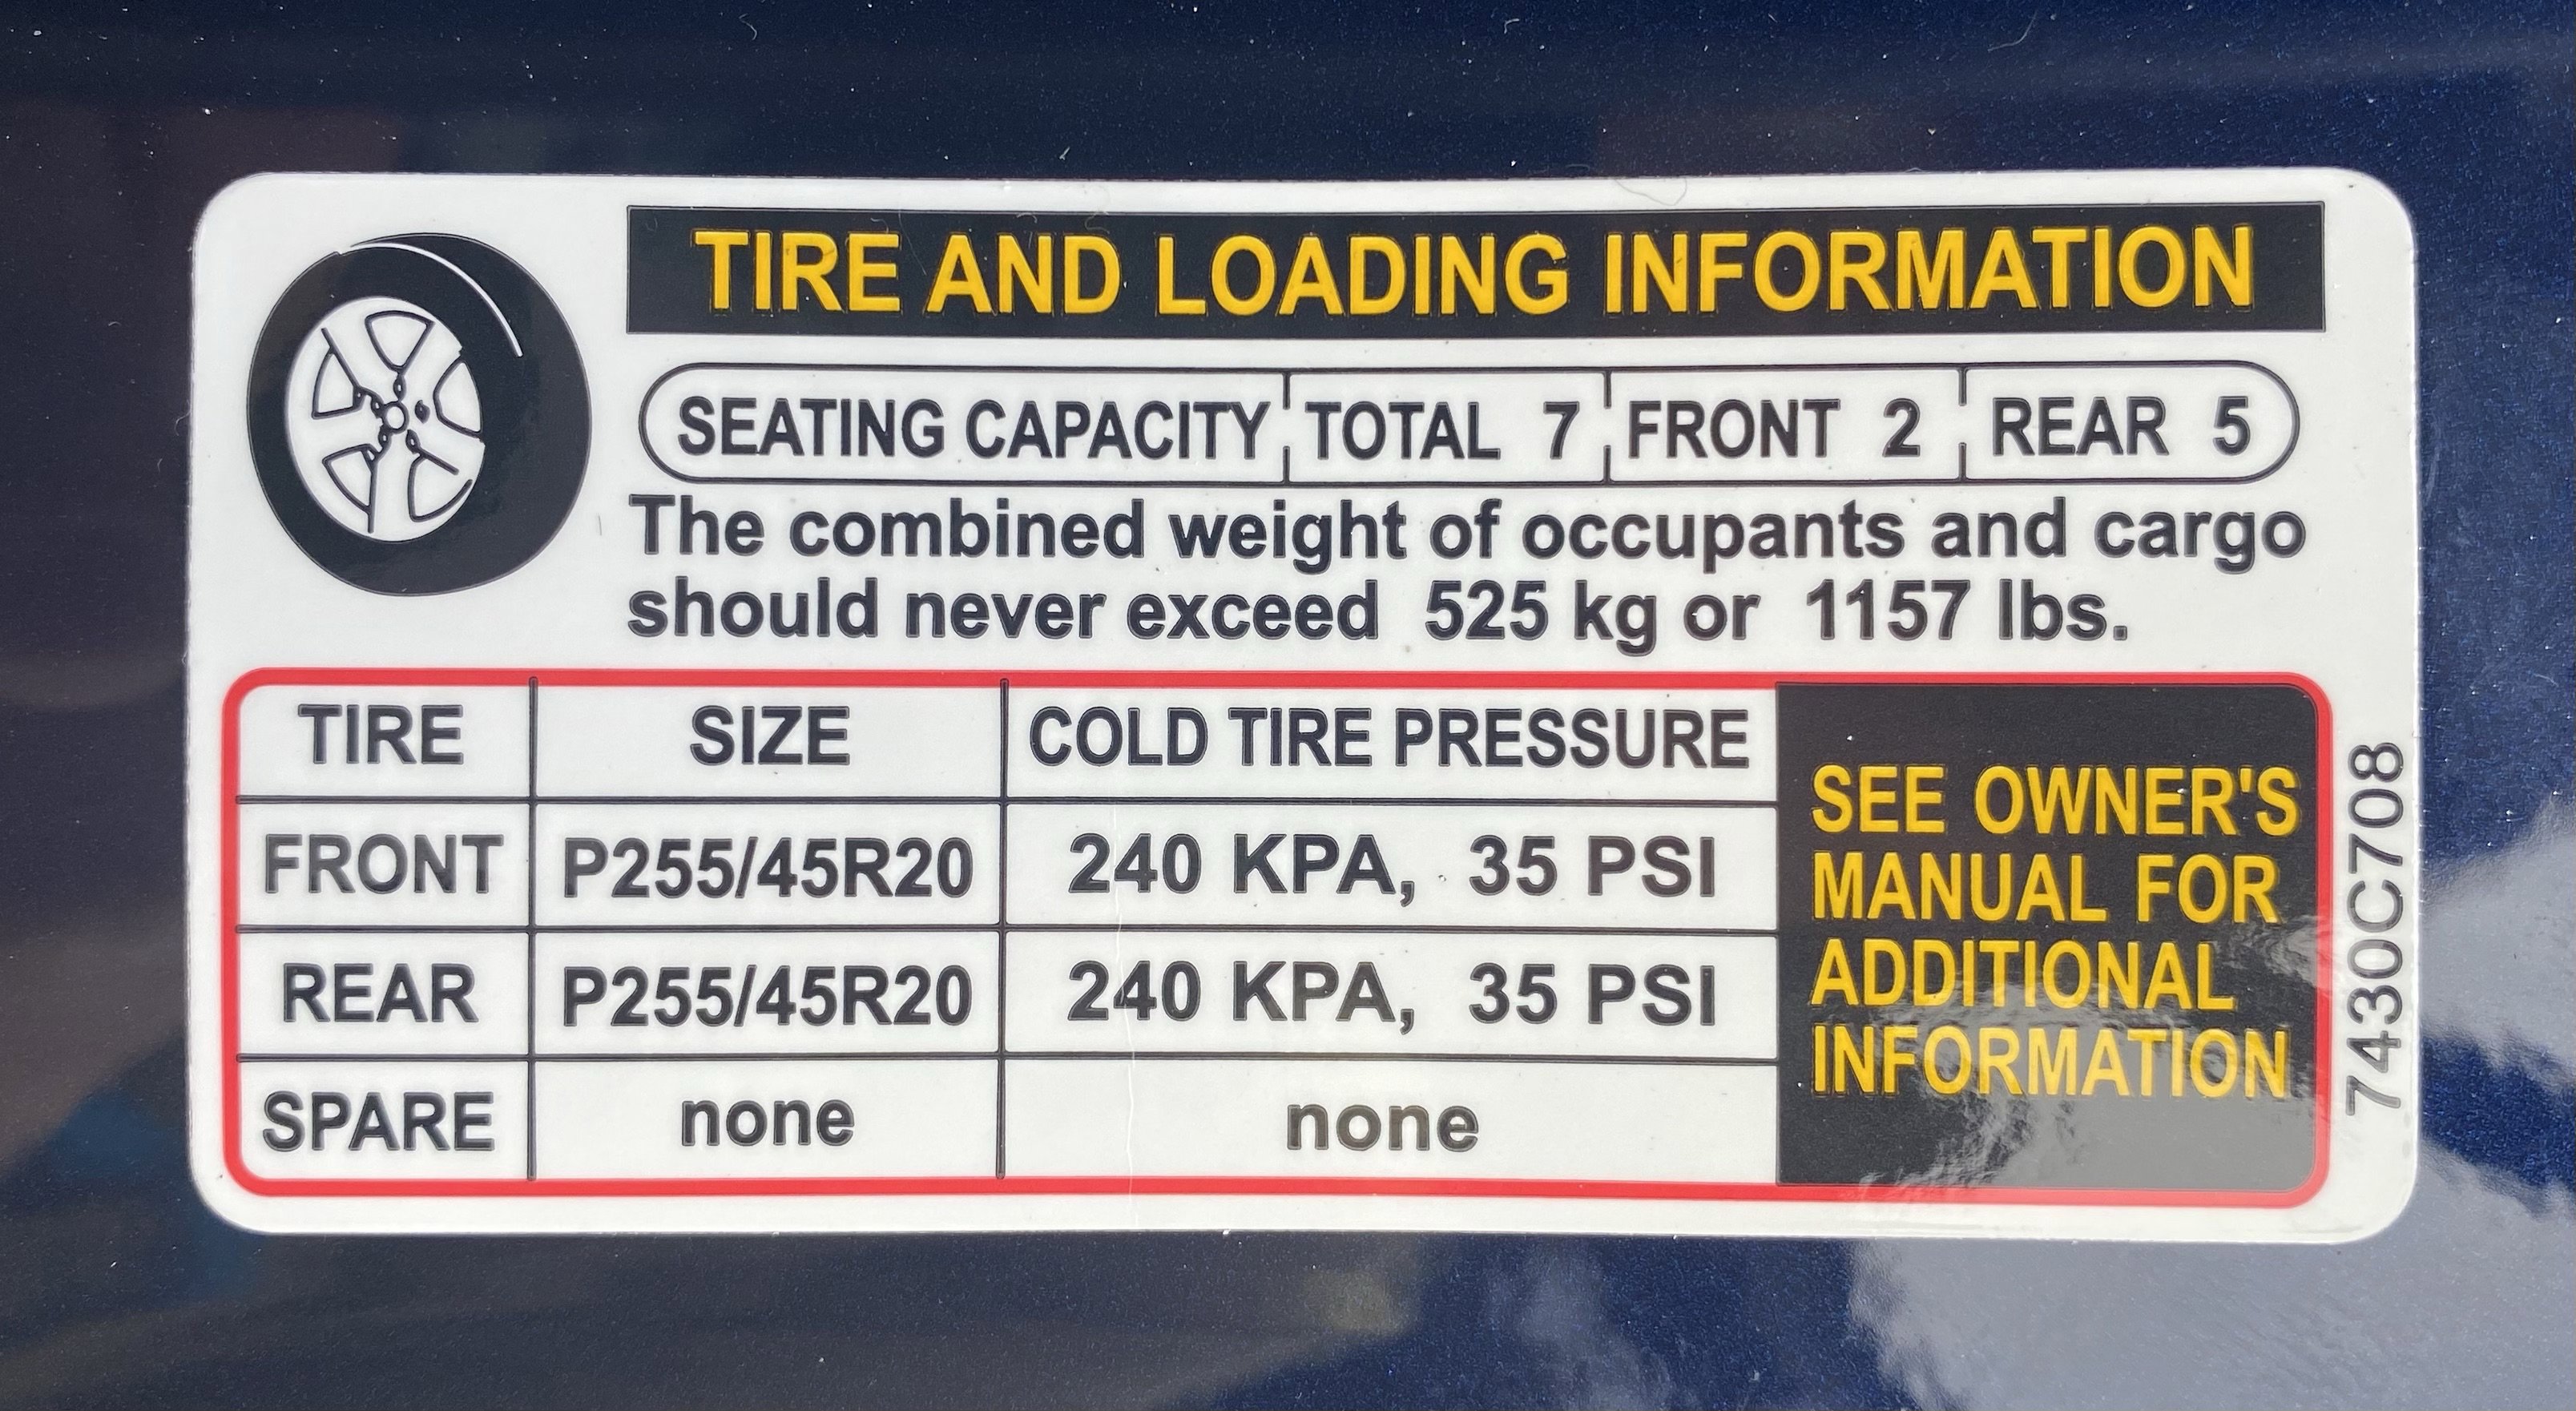 TIRE AND LOADING INFORMATION
SEATING CAPACITY TOTAL 7 FRONT 2 REAR 5
The combined weight of occupants and cargo
should never exceed 525 kg or 1157 lbs.
TIRE SIZE COLD TIRE PRESSURE
FRONT P255/45R20 240 KPA, 35 PSI
REAR P255/45R20 240 KPA, 35 PSI
SPARE none none
SEE OWNER'S
MANUAL FOR
ADDITIONAL
INFORMATION
7430C708